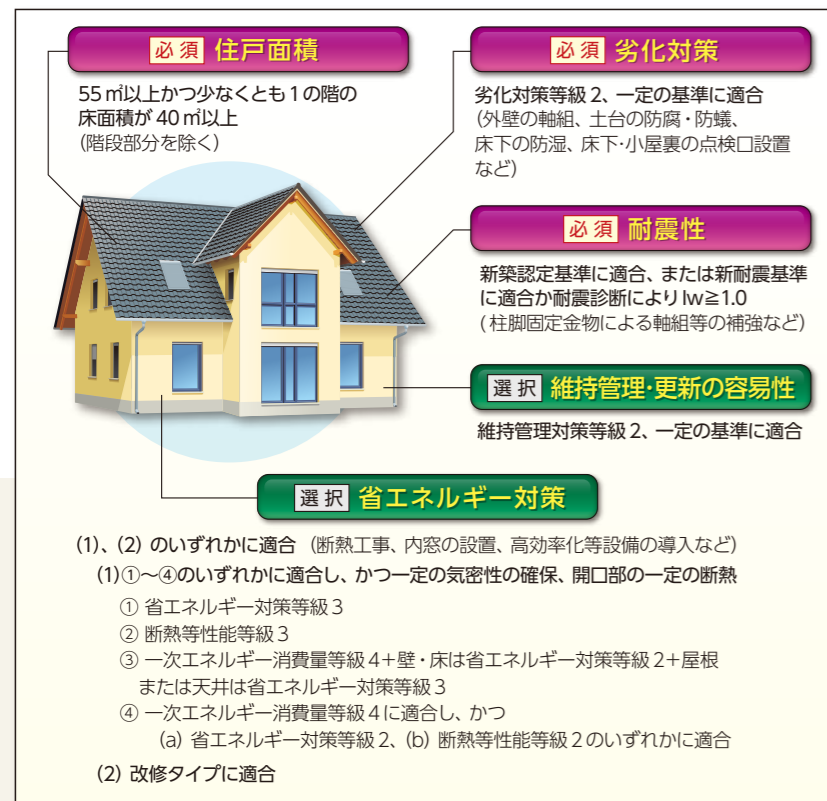 必須 住戸面積
55㎡以上かつ少なくとも1の階の
床面積が40㎡以上
(階段部分を除く)
必須 劣化対策
劣化対策等級2、一定の基準に適合
(外壁の軸組、土台の防腐・防蟻、
床下の防湿、床下・小屋裏の点検口設置
など)
必須 耐震性
新築認定基準に適合、または新耐震基準
に適合か耐震診断によりIw≧1.0
(柱脚固定金物による軸組等の補強など)
選択 維持管理・更新の容易性
維持管理対策等級2、一定の基準に適合
選択 省エネルギー対策
(1)、(2) のいずれかに適合 (断熱工事、内窓の設置、高効率化等設備の導入など)
(1)①〜④のいずれかに適合し、かつ一定の気密性の確保、開口部の一定の断熱
① 省エネルギー対策等級3
② 断熱等性能等級3
③ 一次エネルギー消費量等級4+壁・床は省エネルギー対策等級2+屋根
または天井は省エネルギー対策等級3
④ 一次エネルギー消費量等級4に適合し、かつ
(a) 省エネルギー対策等級2、(b) 断熱等性能等級2のいずれかに適合
(2) 改修タイプに適合